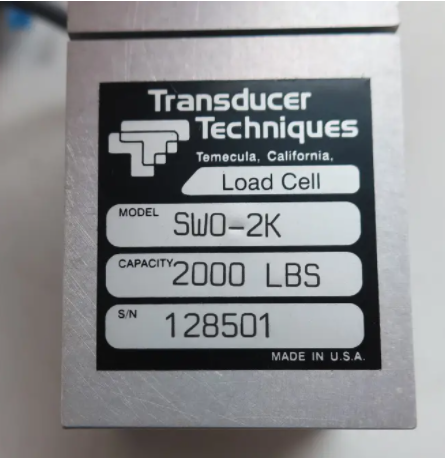 Transducer
Techniques
Temecula, California,
Load Cell
MODEL SWO-2K
CAPACITY 2000 LBS
S/N 128501
MADE IN U.S.A.